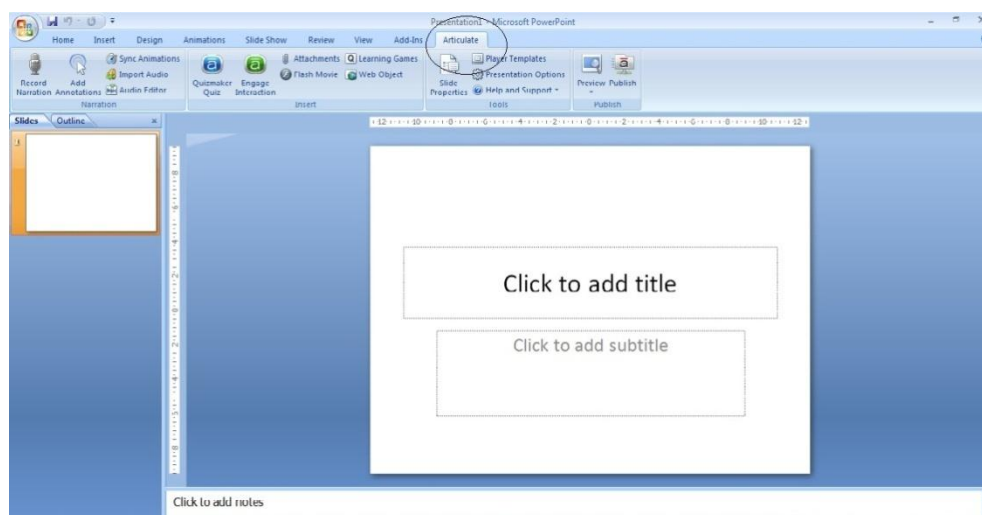 Presentation1 - Microsoft PowerPoint
Home Insert Design Animations Slide Show Review View Add-Ins Articulate
Record Narration
Add Annotations
Sync Animations
Import Audio
Audio Editor
Narration
Quizmaker Quiz
Engage Interaction
Attachments
Flash Movie
Learning Games
Web Object
Insert
Slide Properties
Player Templates
Presentation Options
Help and Support
Tools
Preview
Publish
Publish
Slides Outline
Click to add title
Click to add subtitle
Click to add notes